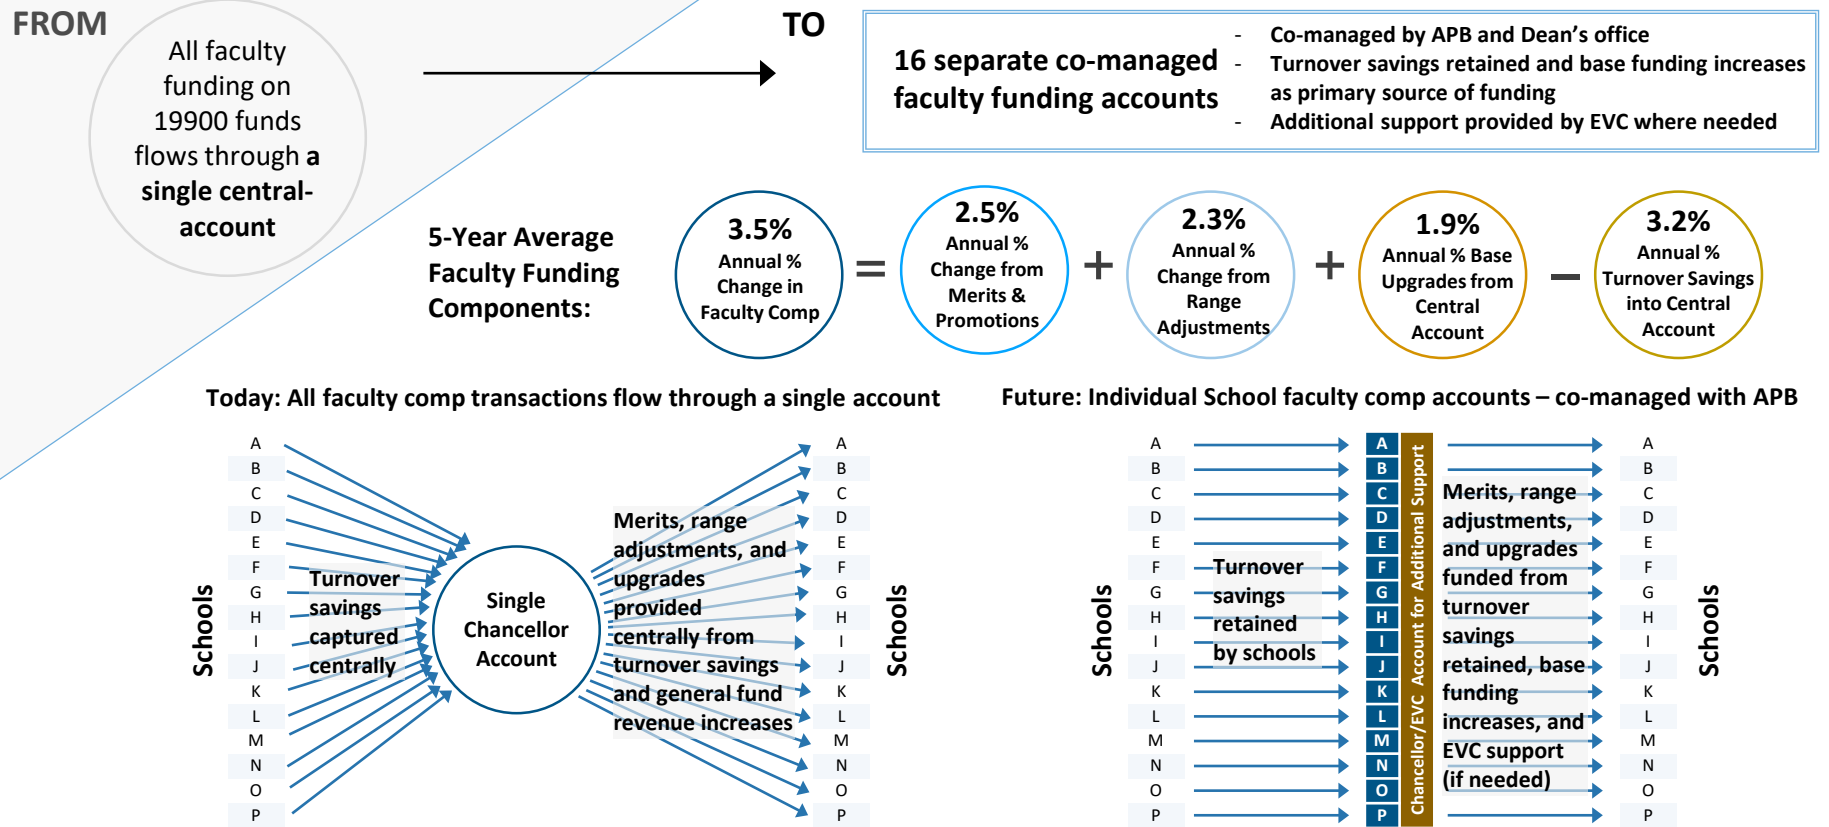 FROM
All faculty
funding on
19900 funds
flows through a
single central-
account
TO
16 separate co-managed
faculty funding accounts
- Co-managed by APB and Dean's office
- Turnover savings retained and base funding increases
as primary source of funding
- Additional support provided by EVC where needed
5-Year Average
Faculty Funding
Components:
3.5%
Annual %
Change in
Faculty Comp
=
2.5%
Annual %
Change from
Merits &
Promotions
+
2.3%
Annual %
Change from
Range
Adjustments
+
1.9%
Annual % Base
Upgrades from
Central
Account
–
3.2%
Annual %
Turnover Savings
into Central
Account
Today: All faculty comp transactions flow through a single account
Schools
A
B
C
D
E
F
G
H
I
J
K
L
M
N
O
P
Turnover
savings
captured
centrally
Single
Chancellor
Account
Merits, range
adjustments, and
upgrades
provided
centrally from
turnover savings
and general fund
revenue increases
A
B
C
D
E
F
G
H
I
J
K
L
M
N
O
P
Schools
Future: Individual School faculty comp accounts – co-managed with APB
Schools
A
B
C
D
E
F
G
H
I
J
K
L
M
N
O
P
Turnover
savings
retained
by schools
A
B
C
D
E
F
G
H
I
J
K
L
M
N
O
P
Chancellor/EVC Account for Additional Support
Merits, range
adjustments,
and upgrades
funded from
turnover
savings
retained, base
funding
increases, and
EVC support
(if needed)
A
B
C
D
E
F
G
H
I
J
K
L
M
N
O
P
Schools